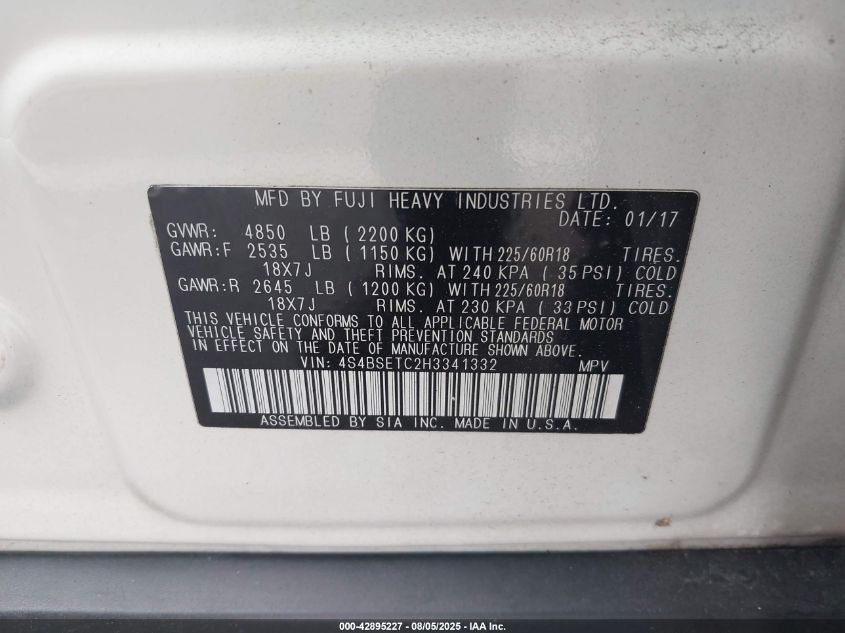 MFD BY FUJI HEAVY INDUSTRIES LTD.
DATE: 01/17
GVWR: 4850 LB ( 2200 KG)
GAWR:F 2535 LB ( 1150 KG) WITH 225/60R18 TIRES.
18X7J RIMS. AT 240 KPA ( 35 PSI) COLD
GAWR:R 2645 LB ( 1200 KG) WITH 225/60R18 TIRES.
18X7J RIMS. AT 230 KPA ( 33 PSI) COLD
THIS VEHICLE CONFORMS TO ALL APPLICABLE FEDERAL MOTOR
VEHICLE SAFETY AND THEFT PREVENTION STANDARDS
IN EFFECT ON THE DATE OF MANUFACTURE SHOWN ABOVE.
VIN: 4S4BSETC2H3341332 MPV
ASSEMBLED BY SIA INC. MADE IN U.S.A.
000-42895227 - 08/05/2025 - IAA Inc.